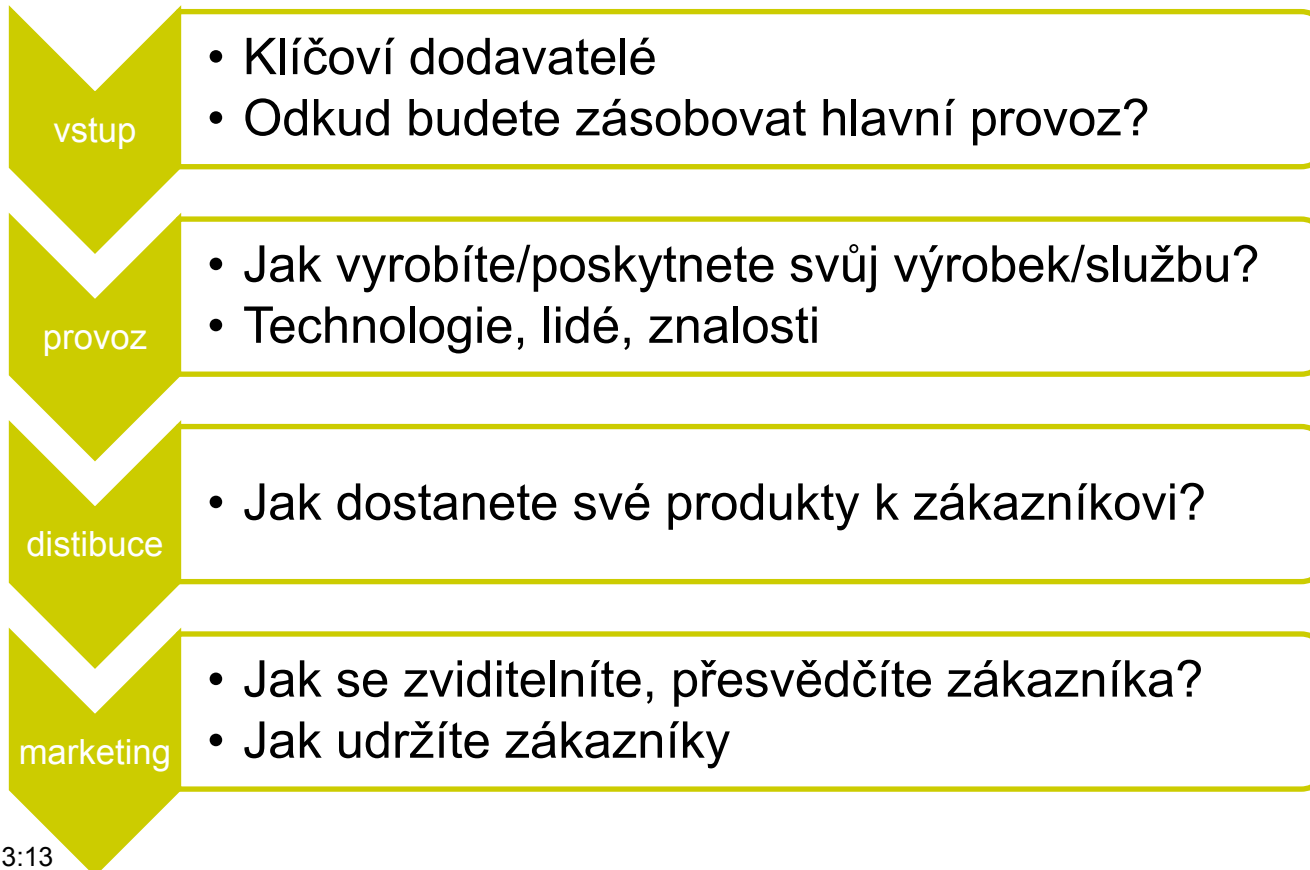 vstup
• Klíčoví dodavatelé
• Odkud budete zásobovat hlavní provoz?
provoz
• Jak vyrobíte/poskytnete svůj výrobek/službu?
• Technologie, lidé, znalosti
distibuce
• Jak dostanete své produkty k zákazníkovi?
marketing
• Jak se zviditelníte, přesvědčíte zákazníka?
• Jak udržíte zákazníky
3:13